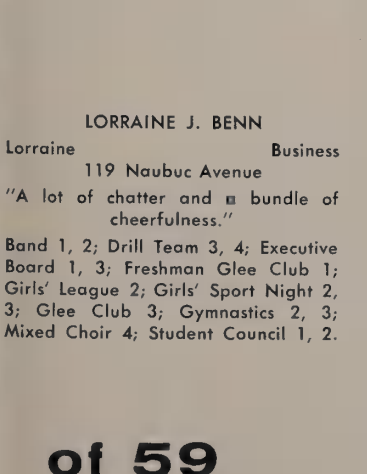 LORRAINE J. BENN
Lorraine Business
119 Naubuc Avenue
"A lot of chatter and bundle of
cheerfulness."
Band 1, 2; Drill Team 3, 4; Executive
Board 1, 3; Freshman Glee Club 1;
Girls' League 2; Girls' Sport Night 2,
3; Glee Club 3; Gymnastics 2, 3;
Mixed Choir 4; Student Council 1, 2.
of 59